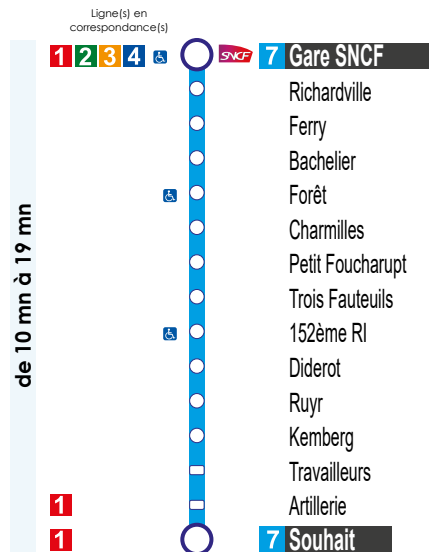 Ligne(s) en
correspondance(s)
1 2 3 4 SNCF 7 Gare SNCF
Richardville
Ferry
Bachelier
Forêt
Charmilles
Petit Foucharupt
Trois Fauteuils
152ème RI
Diderot
Ruyr
Kemberg
Travailleurs
1 Artillerie
1 7 Souhait
de 10 mn à 19 mn